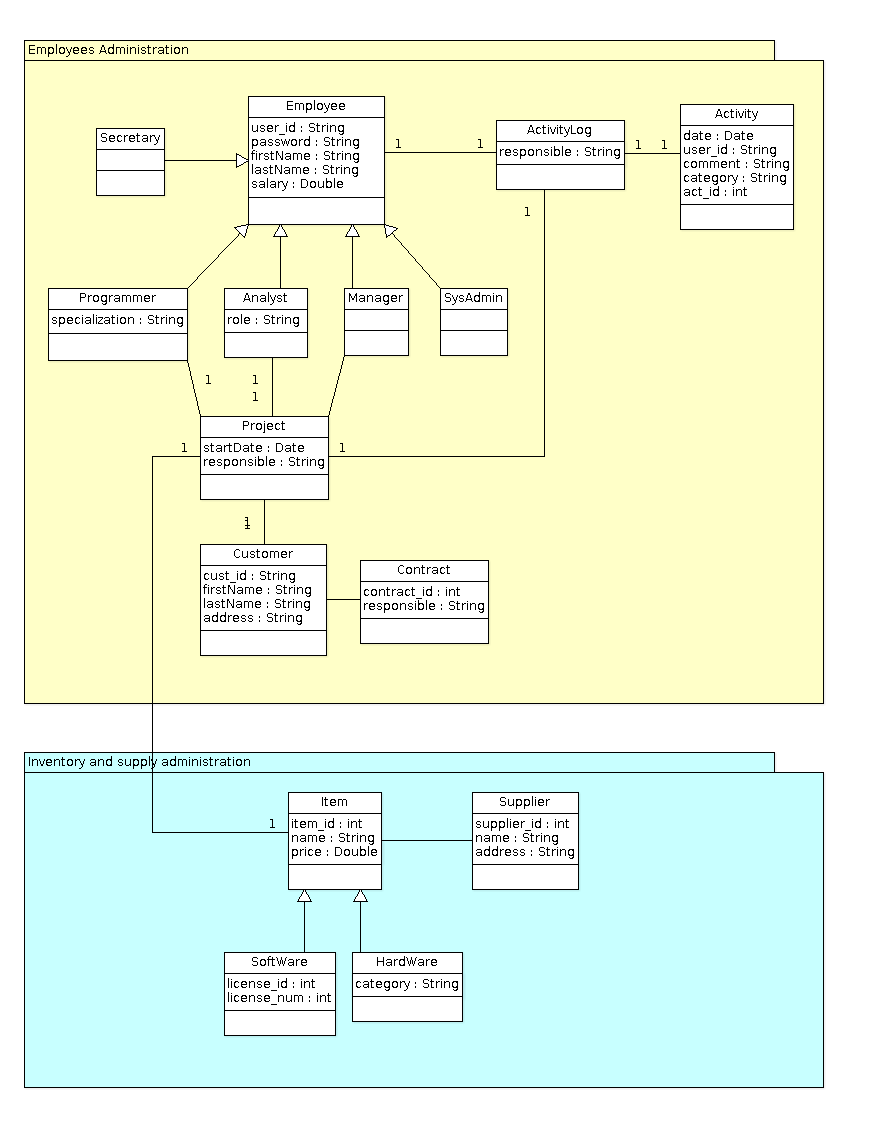 Employees Administration
Employee
user_id : String
password : String
firstName : String
lastName : String
salary : Double
Secretary
1
1
ActivityLog
responsible : String
1
1
Activity
date : Date
user_id : String
comment : String
category : String
act_id : int
1
Programmer
specialization : String
Analyst
role : String
Manager
SysAdmin
1
1
1
Project
startDate : Date
responsible : String
1
1
1
1
Customer
cust_id : String
firstName : String
lastName : String
address : String
Contract
contract_id : int
responsible : String
Inventory and supply administration
Item
item_id : int
name : String
price : Double
1
Supplier
supplier_id : int
name : String
address : String
SoftWare
license_id : int
license_num : int
HardWare
category : String